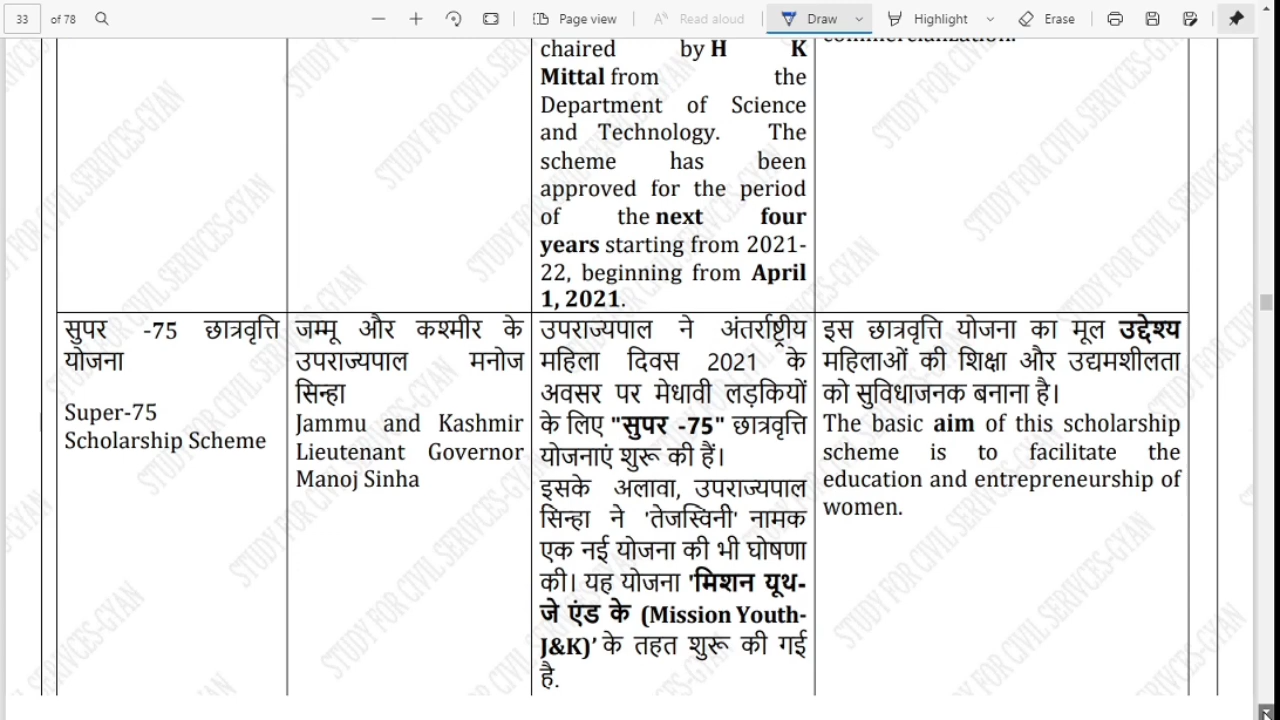 33 of 78
Page view
Read aloud
Draw
Highlight
Erase
chaired by H K
Mittal from the
Department of Science
and Technology. The
scheme has been
approved for the period
of the next four
years starting from 2021-
22, beginning from April
1, 2021.
सुपर -75 छात्रवृत्ति
योजना
Super-75
Scholarship Scheme
जम्मू और कश्मीर के
उपराज्यपाल मनोज
सिन्हा
Jammu and Kashmir
Lieutenant Governor
Manoj Sinha
उपराज्यपाल ने अंतर्राष्ट्रीय
महिला दिवस 2021 के
अवसर पर मेधावी लड़कियों
के लिए "सुपर -75" छात्रवृत्ति
योजनाएं शुरू की हैं।
इसके अलावा, उपराज्यपाल
सिन्हा ने 'तेजस्विनी' नामक
एक नई योजना की भी घोषणा
की। यह योजना 'मिशन यूथ-
जे एंड के (Mission Youth-
J&K)’ के तहत शुरू की गई
है.
इस छात्रवृत्ति योजना का मूल उद्देश्य
महिलाओं की शिक्षा और उद्यमशीलता
को सुविधाजनक बनाना है।
The basic aim of this scholarship
scheme is to facilitate the
education and entrepreneurship of
women.
STUDY FOR CIVIL SERIVCES-GYAN